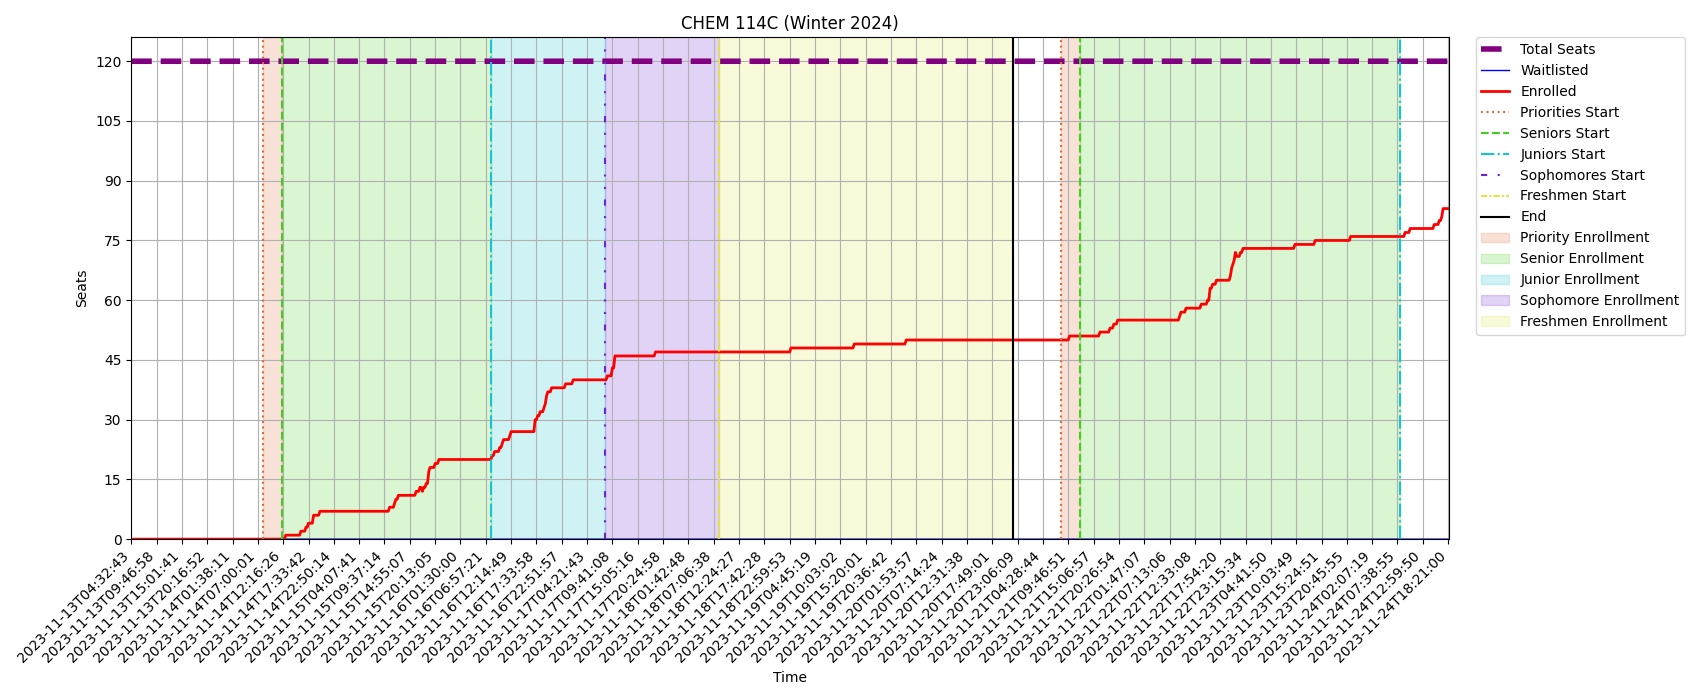 CHEM 114C (Winter 2024)
Seats
120
105
90
75
60
45
30
15
0
2023-11-13T04:32:43
2023-11-13T09:46:58
2023-11-13T15:01:41
2023-11-13T20:16:52
2023-11-14T01:38:11
2023-11-14T07:00:01
2023-11-14T12:16:26
2023-11-14T17:33:42
2023-11-14T22:50:14
2023-11-15T04:07:41
2023-11-15T09:37:14
2023-11-15T14:55:07
2023-11-15T20:13:05
2023-11-16T01:30:00
2023-11-16T06:57:21
2023-11-16T12:14:49
2023-11-16T17:33:58
2023-11-16T22:51:57
2023-11-17T04:21:43
2023-11-17T09:41:08
2023-11-17T15:05:16
2023-11-17T20:24:58
2023-11-18T01:42:48
2023-11-18T07:06:38
2023-11-18T12:24:27
2023-11-18T17:42:28
2023-11-18T22:59:53
2023-11-19T04:45:19
2023-11-19T10:03:02
2023-11-19T15:20:01
2023-11-19T20:36:42
2023-11-20T01:53:57
2023-11-20T07:14:24
2023-11-20T12:31:38
2023-11-20T17:49:01
2023-11-20T23:06:09
2023-11-21T04:28:44
2023-11-21T09:46:51
2023-11-21T15:06:57
2023-11-21T20:26:54
2023-11-22T01:47:07
2023-11-22T07:13:06
2023-11-22T12:33:08
2023-11-22T17:54:20
2023-11-22T23:15:34
2023-11-23T04:41:50
2023-11-23T10:03:49
2023-11-23T15:24:51
2023-11-23T20:45:55
2023-11-24T02:07:19
2023-11-24T07:38:55
2023-11-24T12:59:50
2023-11-24T18:21:00
Time
Total Seats
Waitlisted
Enrolled
Priorities Start
Seniors Start
Juniors Start
Sophomores Start
Freshmen Start
End
Priority Enrollment
Senior Enrollment
Junior Enrollment
Sophomore Enrollment
Freshmen Enrollment